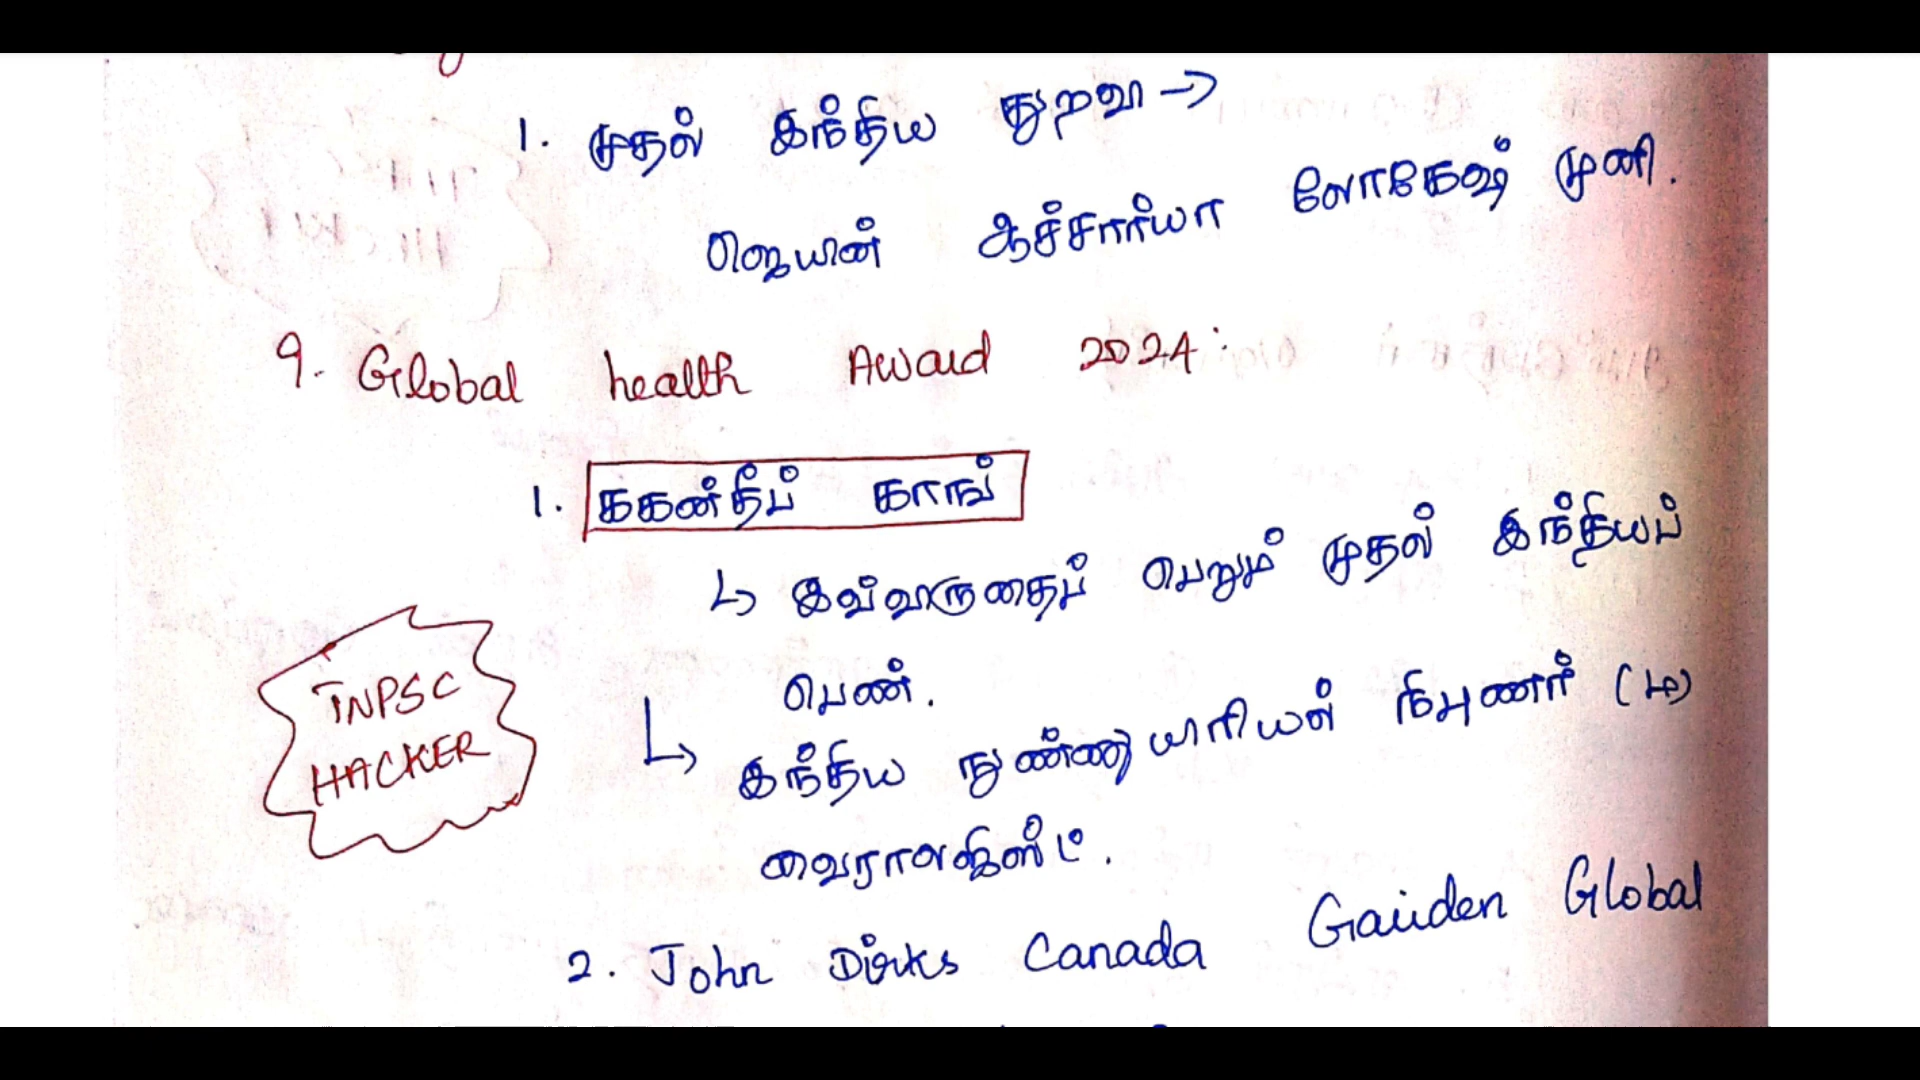 1. முதல் இந்திய துறவி →
ஜெயின் ஆச்சார்யா லோகேஷ் முனி.
9. Global health Award 2024:
1. ககன்தீப் காங்
↳ இவ்விருதைப் பெறும் முதல் இந்தியப்
பெண்.
↳ இந்திய நுண்ணுயிரியல் நிபுணர் (ம)
வைராலஜிஸ்ட்.
TNPSC
HACKER
2. John Dirks Canada Gairden Global